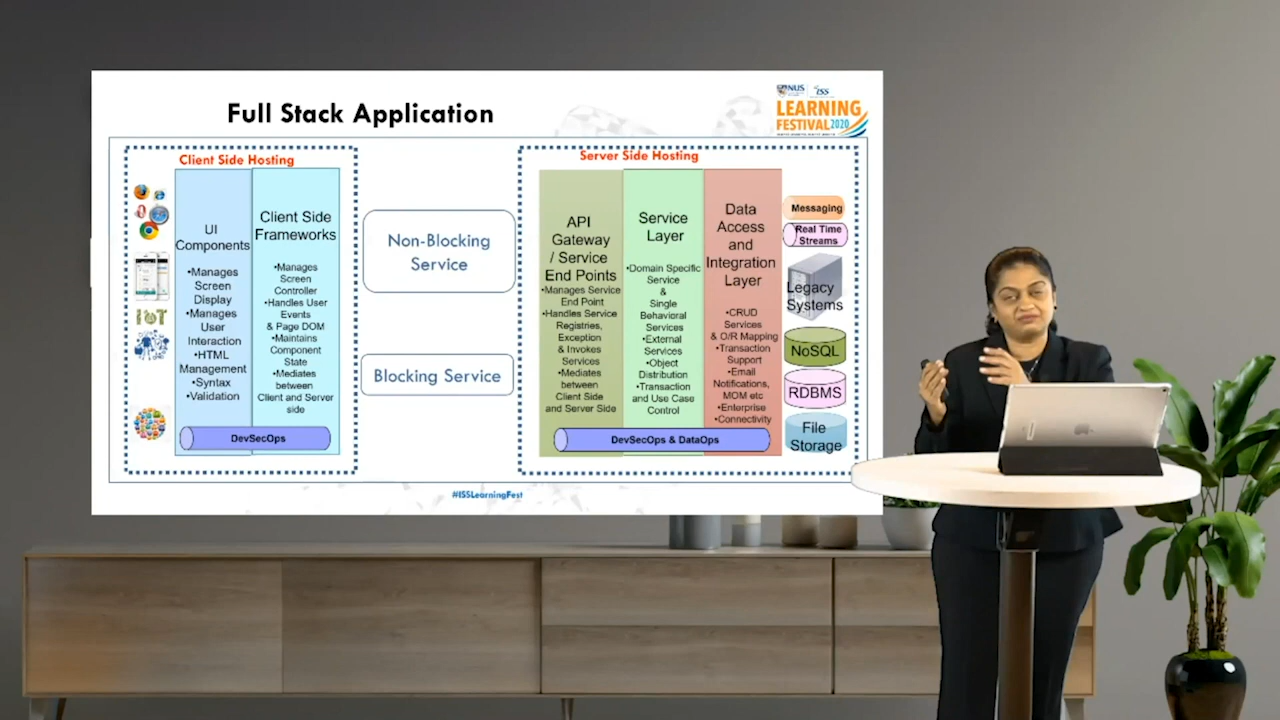 Full Stack Application
NUS
ISS
LEARNING
FESTIVAL 2020
Client Side Hosting
IoT
UI
Components
•Manages
Screen
Display
•Manages
User
Interaction
•HTML
Management
•Syntax
•Validation
Client Side
Frameworks
•Manages
Screen
Controller
•Handles User
Events
& Page DOM
•Maintains
Component
State
•Mediates
between
Client and Server
side
DevSecOps
Non-Blocking
Service
Blocking Service
Server Side Hosting
API
Gateway
/ Service
End Points
•Manages Service
End Point
•Handles Service
Registries,
Exception
& Invokes
Services
•Mediates
between
Client Side
and Server Side
Service
Layer
•Domain Specific
Service
&
Single
Behavioral
Services
•External
Services
•Object
Distribution
•Transaction
and Use Case
Control
Data
Access
and
Integration
Layer
•CRUD
Services
& O/R Mapping
•Transaction
Support
•Email
Notifications,
MOM etc
•Enterprise
•Connectivity
DevSecOps & DataOps
Messaging
Real Time
Streams
Legacy
Systems
NoSQL
RDBMS
File
Storage
#ISSLearningFest